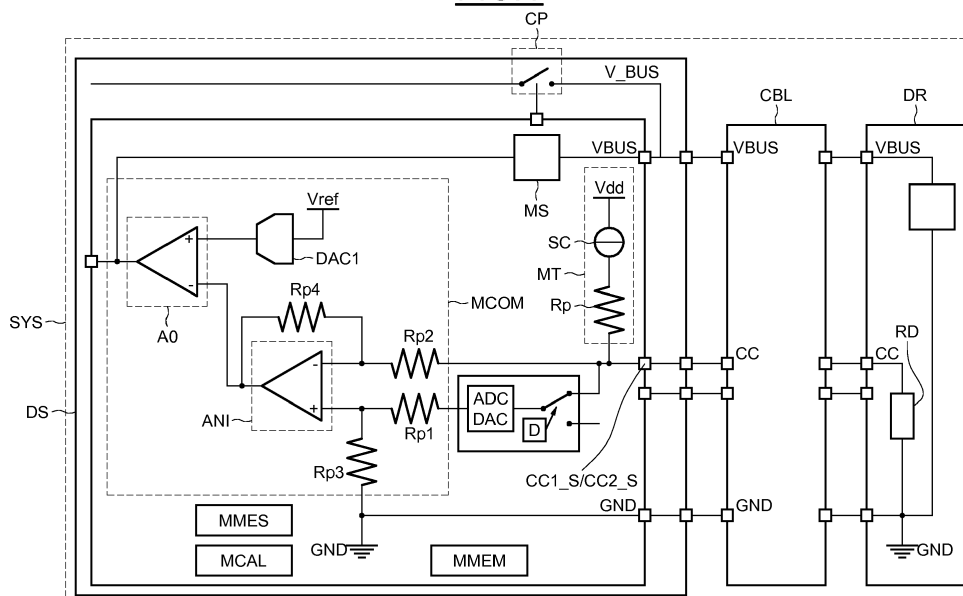 CP
V_BUS
CBL
DR
VBUS
VBUS
VBUS
MS
Vdd
Vref
SC
+
DAC1
MT
-
Rp4
MCOM
Rp
SYS
A0
Rp2
RD
CC
CC
-
ADC
DAC
DS
ANI
+
Rp1
D
Rp3
CC1_S/CC2_S
GND
GND
MMES
GND
GND
MCAL
MMEM